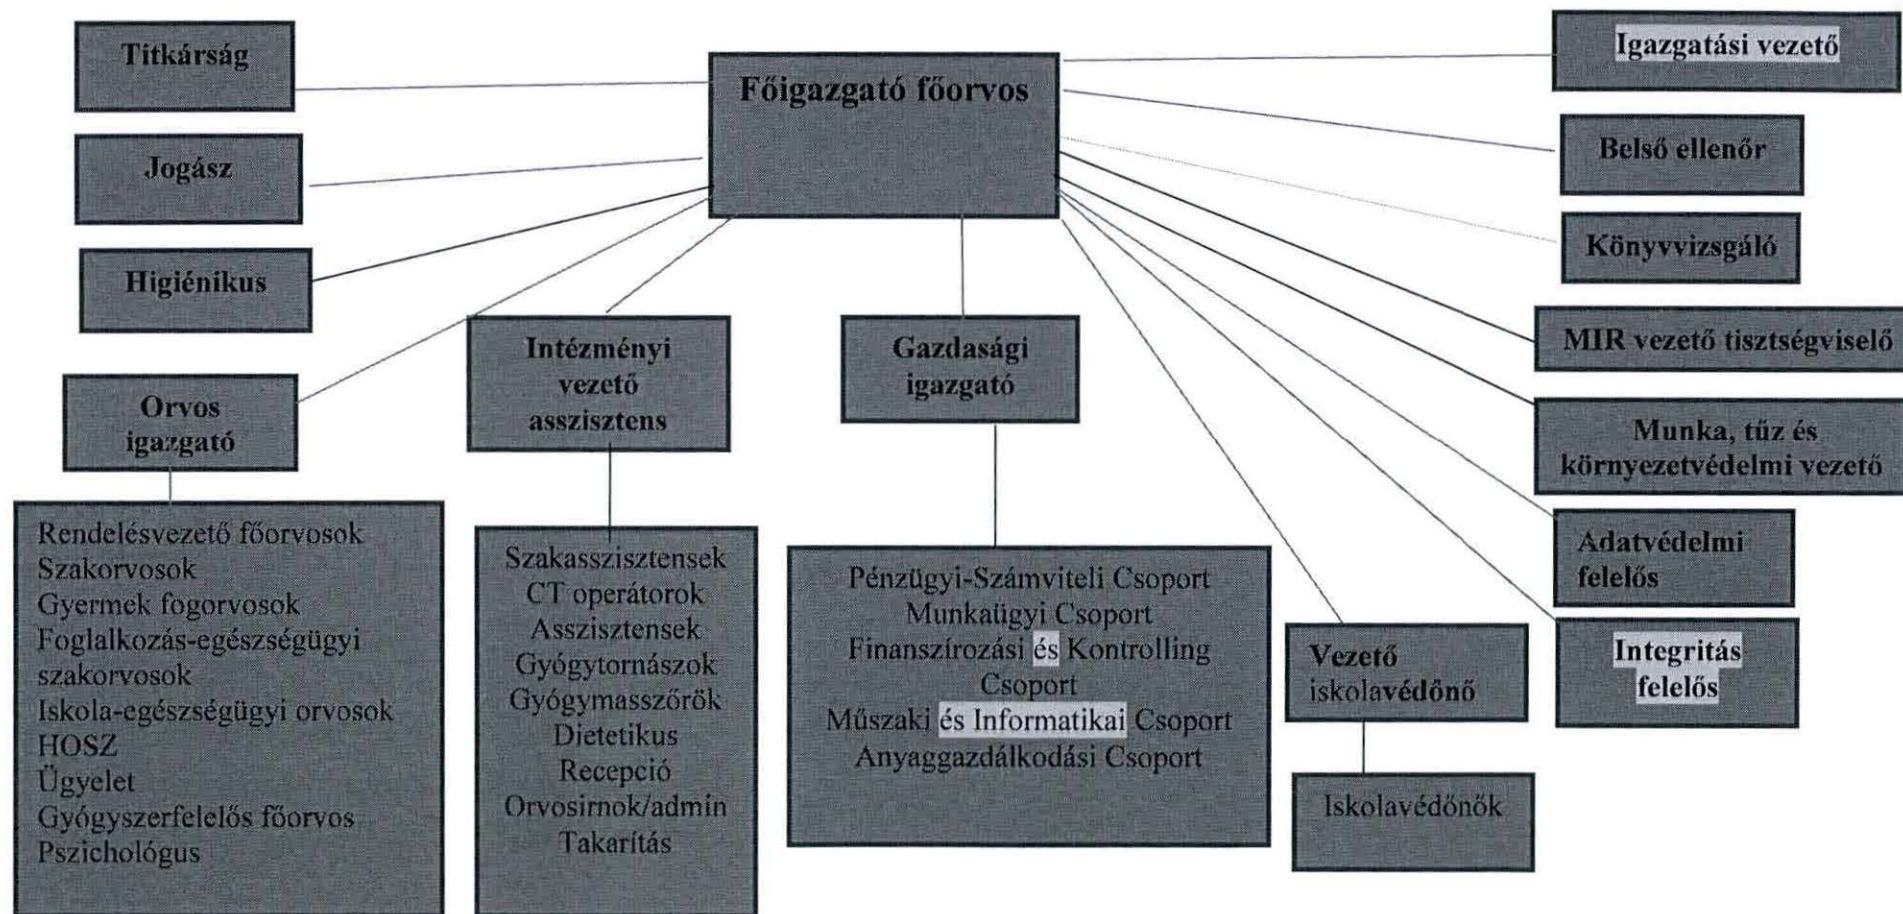 Titkárság
Jogász
Higiénikus
Orvos
igazgató
Rendelésvezető főorvosok
Szakorvosok
Gyermek fogorvosok
Foglalkozás-egészségügyi
szakorvosok
Iskola-egészségügyi orvosok
HOSZ
Ügyelet
Gyógyszerfelelős főorvos
Pszichológus
Főigazgató főorvos
Intézményi
vezető
asszisztens
Szakasszisztensek
CT operátorok
Asszisztensek
Gyógytornászok
Gyógymasszőrök
Dietetikus
Recepció
Orvosirnok/admin
Takarítás
Gazdasági
igazgató
Pénzügyi-Számviteli Csoport
Munkaügyi Csoport
Finanszírozási és Kontrolling
Csoport
Műszaki és Informatikai Csoport
Anyaggazdálkodási Csoport
Vezető
iskolavédőnő
Iskolavédőnők
Igazgatási vezető
Belső ellenőr
Könyvvizsgáló
MIR vezető tisztségviselő
Munka, tűz és
környezetvédelmi vezető
Adatvédelmi
felelős
Integritás
felelős